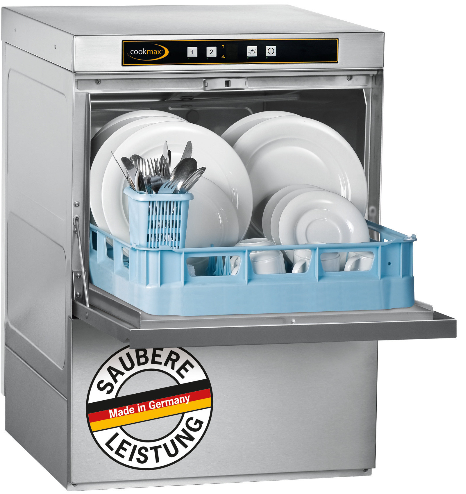 cookmax
1 2
SAUBERE
Made in Germany
LEISTUNG